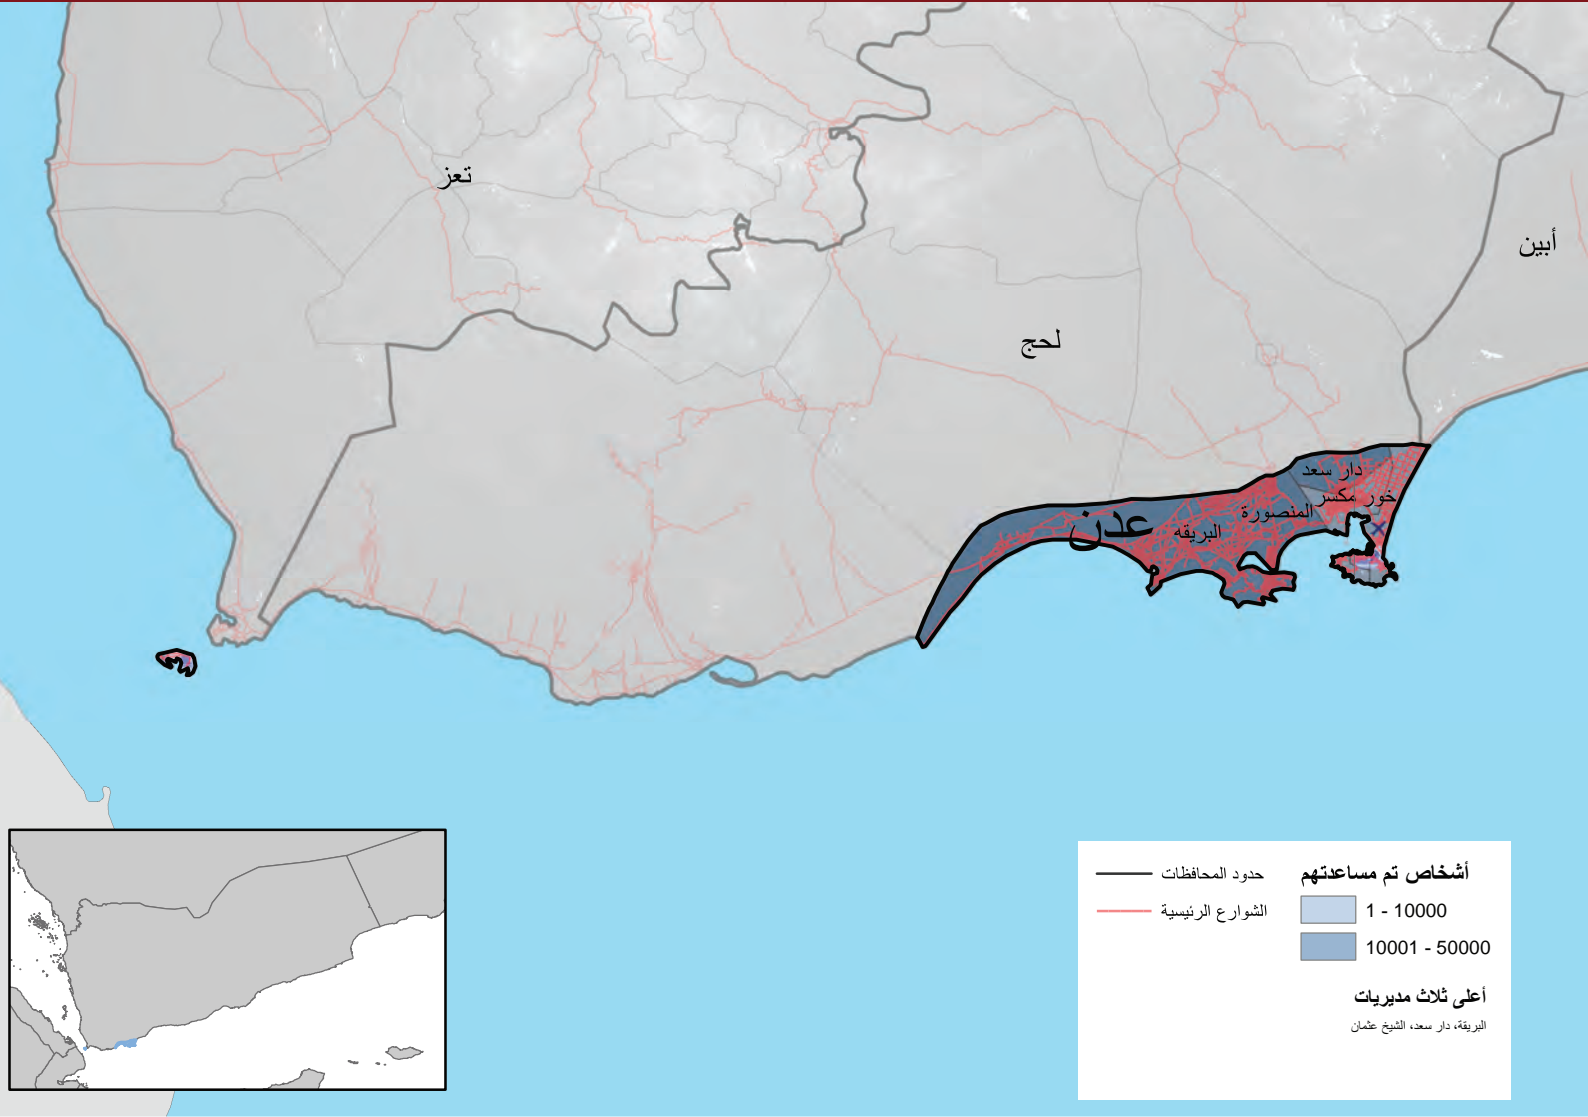 تعز
أبين
لحج
دار سعد
خور مكسر
المنصورة
عدن
البريقه
أشخاص تم مساعدتهم
1 - 10000
10001 - 50000
حدود المحافظات
الشوارع الرئيسية
أعلى ثلاث مديريات
البريقة، دار سعد، الشيخ عثمان